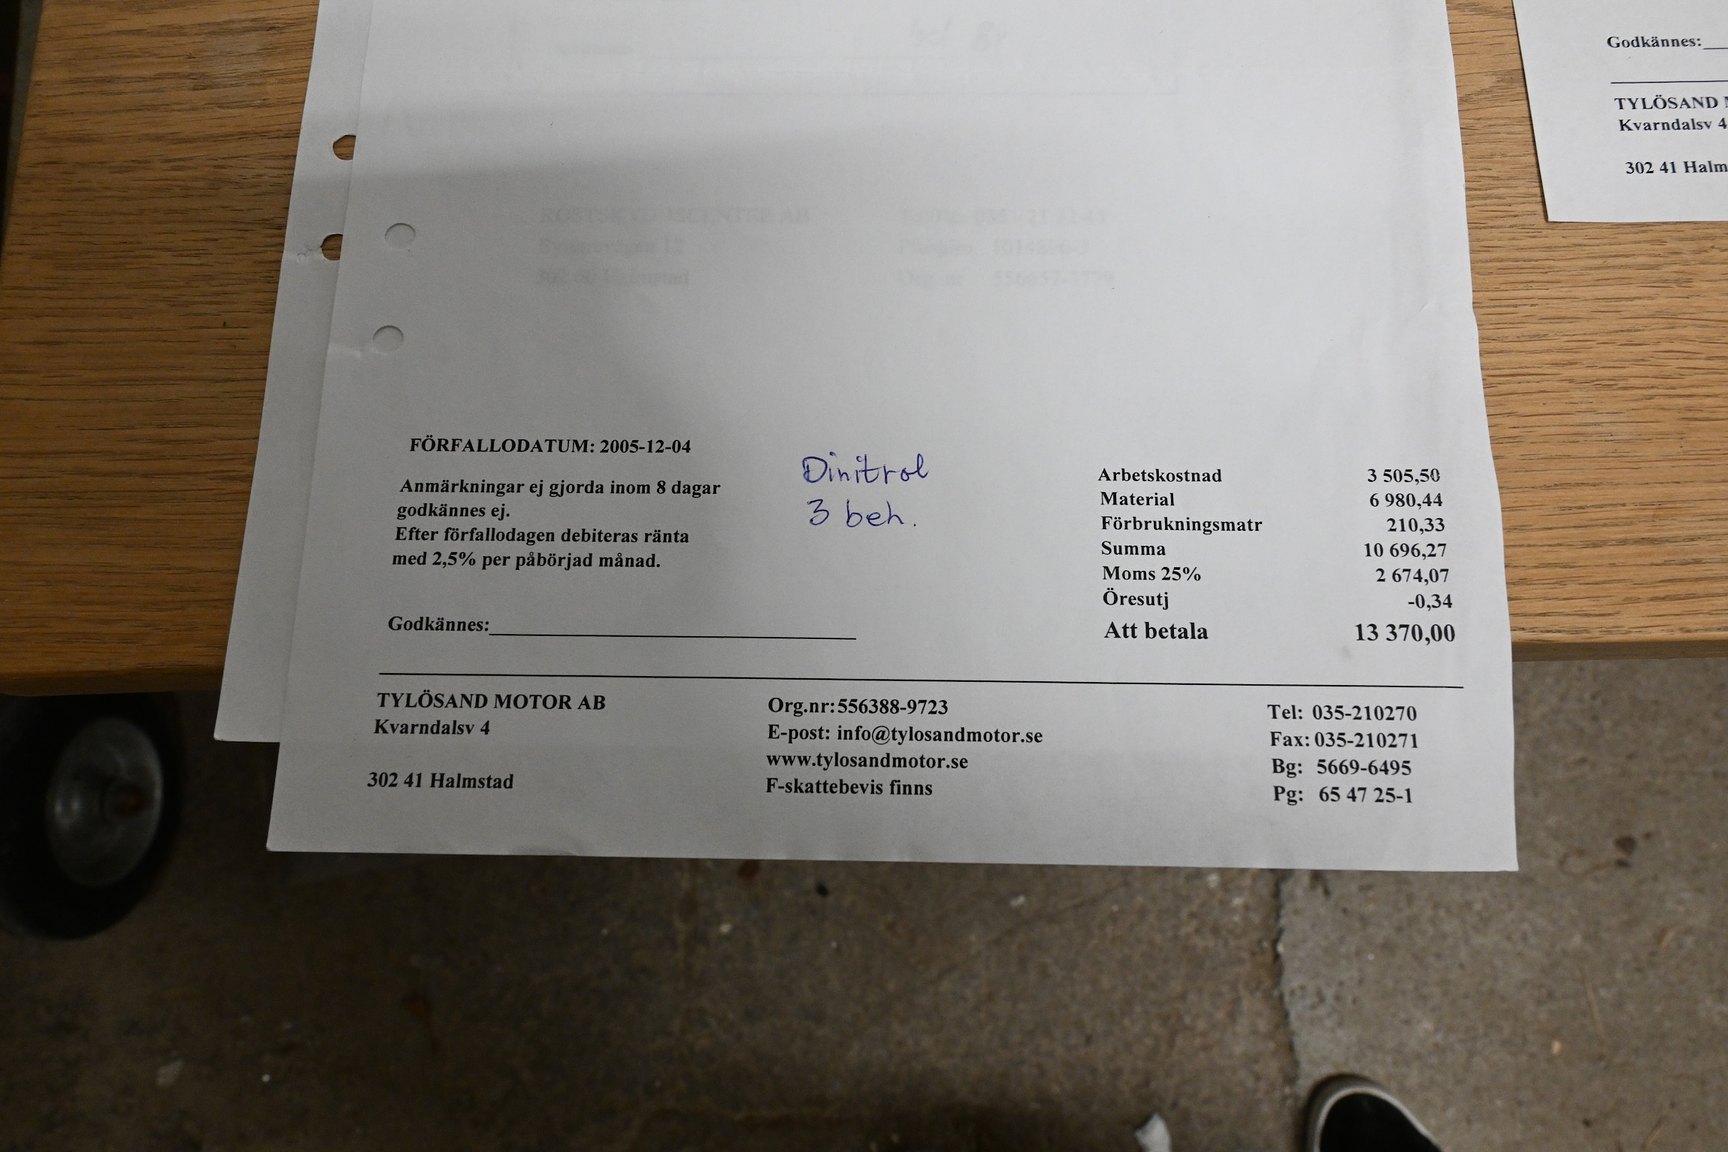 FÖRFALLODATUM: 2005-12-04
Anmärkningar ej gjorda inom 8 dagar
godkännes ej.
Efter förfallodagen debiteras ränta
med 2,5% per påbörjad månad.
Godkännes:
Dinitrol
3 beh.
Arbetskostnad 3 505,50
Material 6 980,44
Förbrukningsmatr 210,33
Summa 10 696,27
Moms 25% 2 674,07
Öresutj -0,34
Att betala 13 370,00
TYLÖSAND MOTOR AB
Kvarndalsv 4
302 41 Halmstad
Org.nr:556388-9723
E-post: info@tylosandmotor.se
www.tylosandmotor.se
F-skattebevis finns
Tel: 035-210270
Fax: 035-210271
Bg: 5669-6495
Pg: 65 47 25-1
Godkännes:
TYLÖSAND
Kvarndalsv 4
302 41 Halm